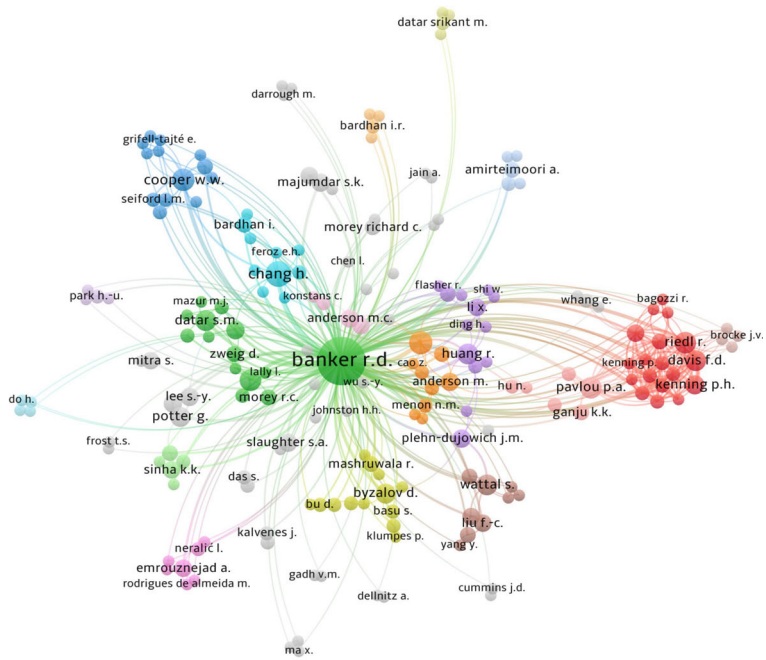 datar srikant m.
darrough m.
bardhan i.r.
grifell-tajté e.
cooper w.w.
majumdar s.k.
jain a.
amirteimoori a.
seiford l.m.
bardhan i.
morey richard c.
feroz e.h.
chen l.
chang h.
flasher r.
shi w.
park h.-u.
konstans c.
whang e.
bagozzi r.
mazur m.j.
li x.
datar s.m.
anderson m.c.
ding h.
brocke j.v.
riedl r.
zweig d.
banker r.d.
huang r.
kenning p.
davis f.d.
mitra s.
lally l.
cao z.
wu s.-y.
anderson m.
hu n.
pavlou p.a.
kenning p.h.
do h.
lee s.-y.
morey r.c.
menon n.m.
potter g.
johnston h.h.
ganju k.k.
frost t.s.
slaughter s.a.
plehn-dujowich j.m.
sinha k.k.
mashruwala r.
das s.
wattal s.
byzalov d.
bu d.
basu s.
liu f.-c.
kalvenes j.
klumpes p.
yang y.
neralić l.
emrouznejad a.
gadh v.m.
rodrigues de almeida m.
cummins j.d.
dellnitz a.
ma x.